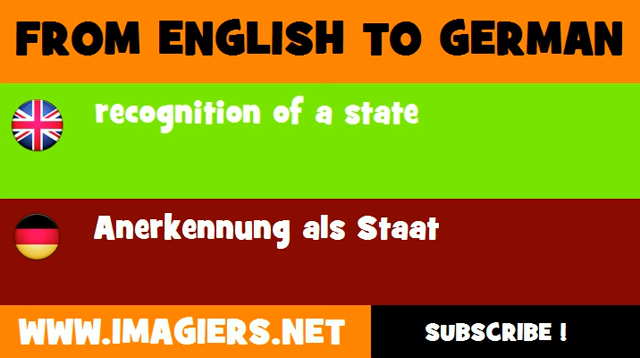 FROM ENGLISH TO GERMAN
recognition of a state
Anerkennung als Staat
WWW.IMAGIERS.NET
SUBSCRIBE !